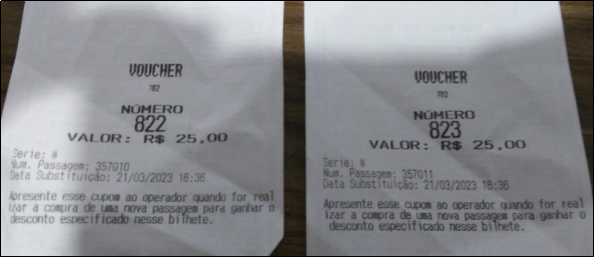 VOUCHER
702
NÚMERO
822
VALOR: R$ 25,00
Serie: #
Num. Passagem: 357010
Data Substituição: 21/03/2023 16:36
Apresente esse cupom ao operador quando for real
izar a compra de uma nova passagem para ganhar o
desconto especificado nesse bilhete.
VOUCHER
702
NÚMERO
823
VALOR: R$ 25,00
Serie: #
Num. Passagem: 357011
Data Substituição: 21/03/2023 16:36
Apresente esse cupom ao operador quando for real
izar a compra de uma nova passagem para ganhar o
desconto especificado nesse bilhete.